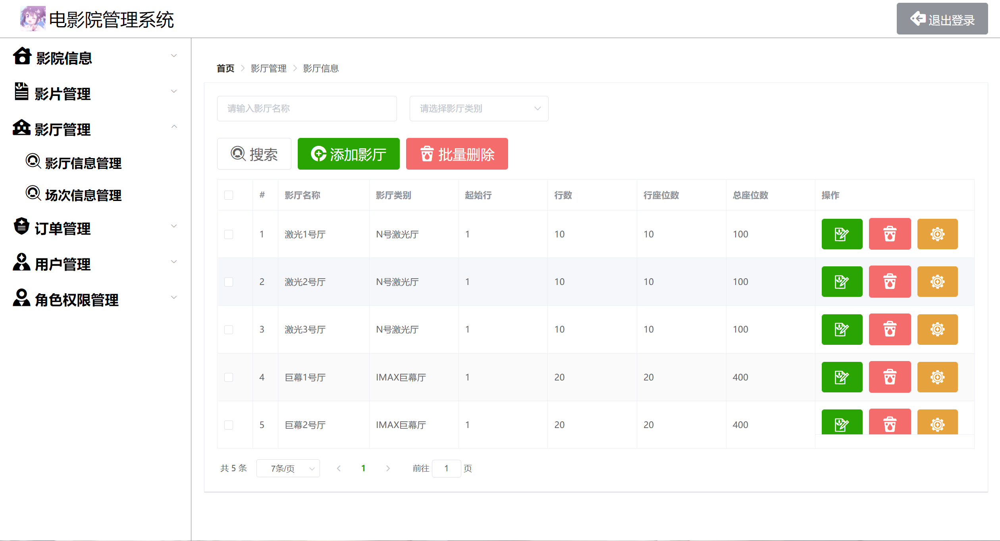 电影院管理系统
退出登录
影院信息
影片管理
影厅管理
影厅信息管理
场次信息管理
订单管理
用户管理
角色权限管理
首页 影厅管理 影厅信息
请输入影厅名称 请选择影厅类别
搜索 添加影厅 批量删除
# 影厅名称 影厅类别 起始行 行数 行座位数 总座位数 操作
1 激光1号厅 N号激光厅 1 10 10 100
2 激光2号厅 N号激光厅 1 10 10 100
3 激光3号厅 N号激光厅 1 10 10 100
4 巨幕1号厅 IMAX巨幕厅 1 20 20 400
5 巨幕2号厅 IMAX巨幕厅 1 20 20 400
共 5 条 7条/页 1 前往 1 页